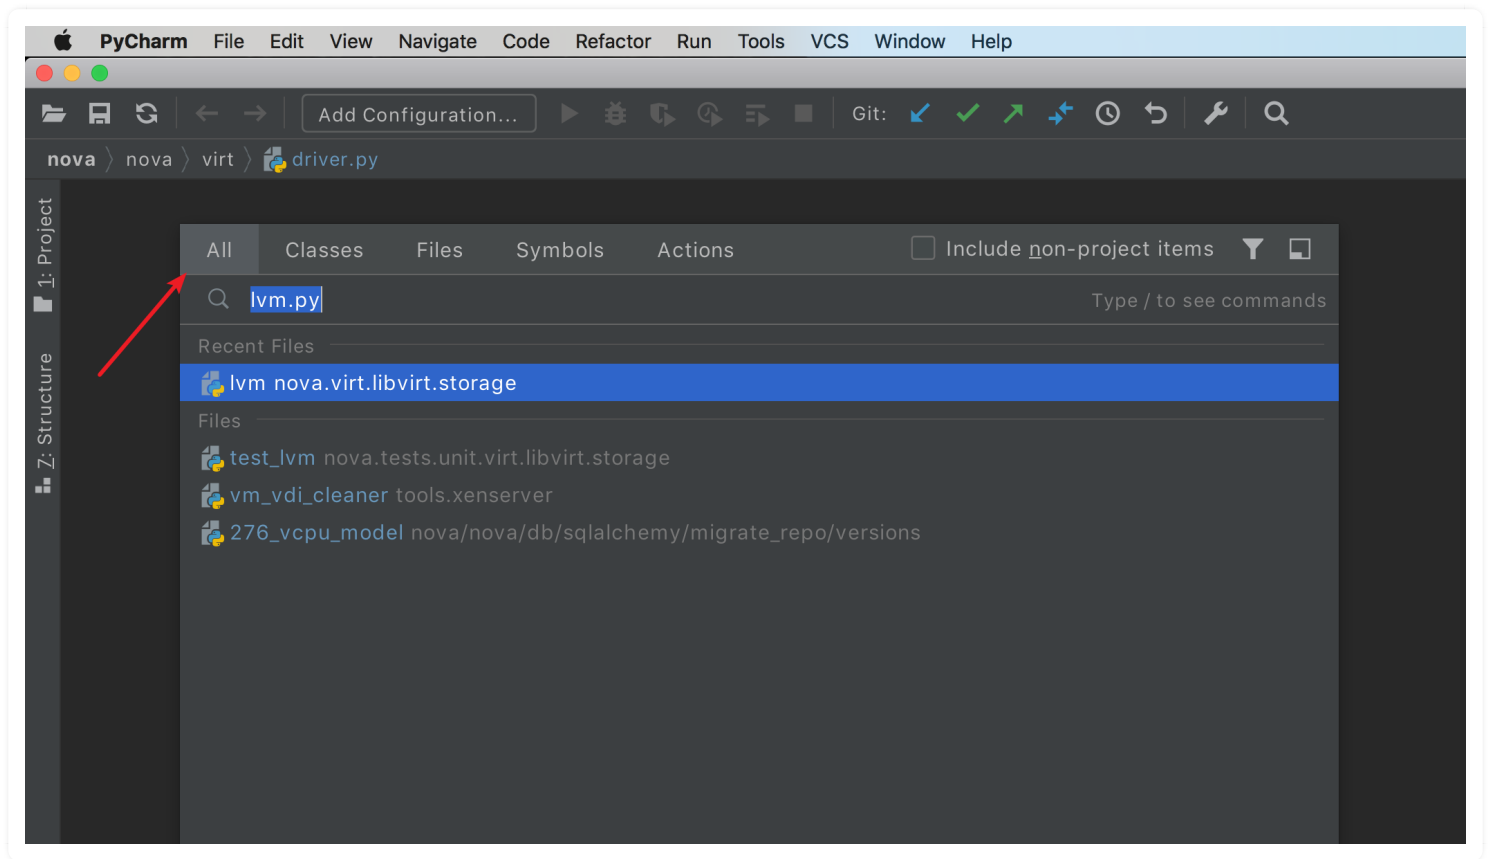 PyCharm File Edit View Navigate Code Refactor Run Tools VCS Window Help
Add Configuration... Git:
nova nova virt driver.py
1: Project
Z: Structure
All Classes Files Symbols Actions Include non-project items
lvm.py Type / to see commands
Recent Files
lvm nova.virt.libvirt.storage
Files
test_lvm nova.tests.unit.virt.libvirt.storage
vm_vdi_cleaner tools.xenserver
276_vcpu_model nova/nova/db/sqlalchemy/migrate_repo/versions